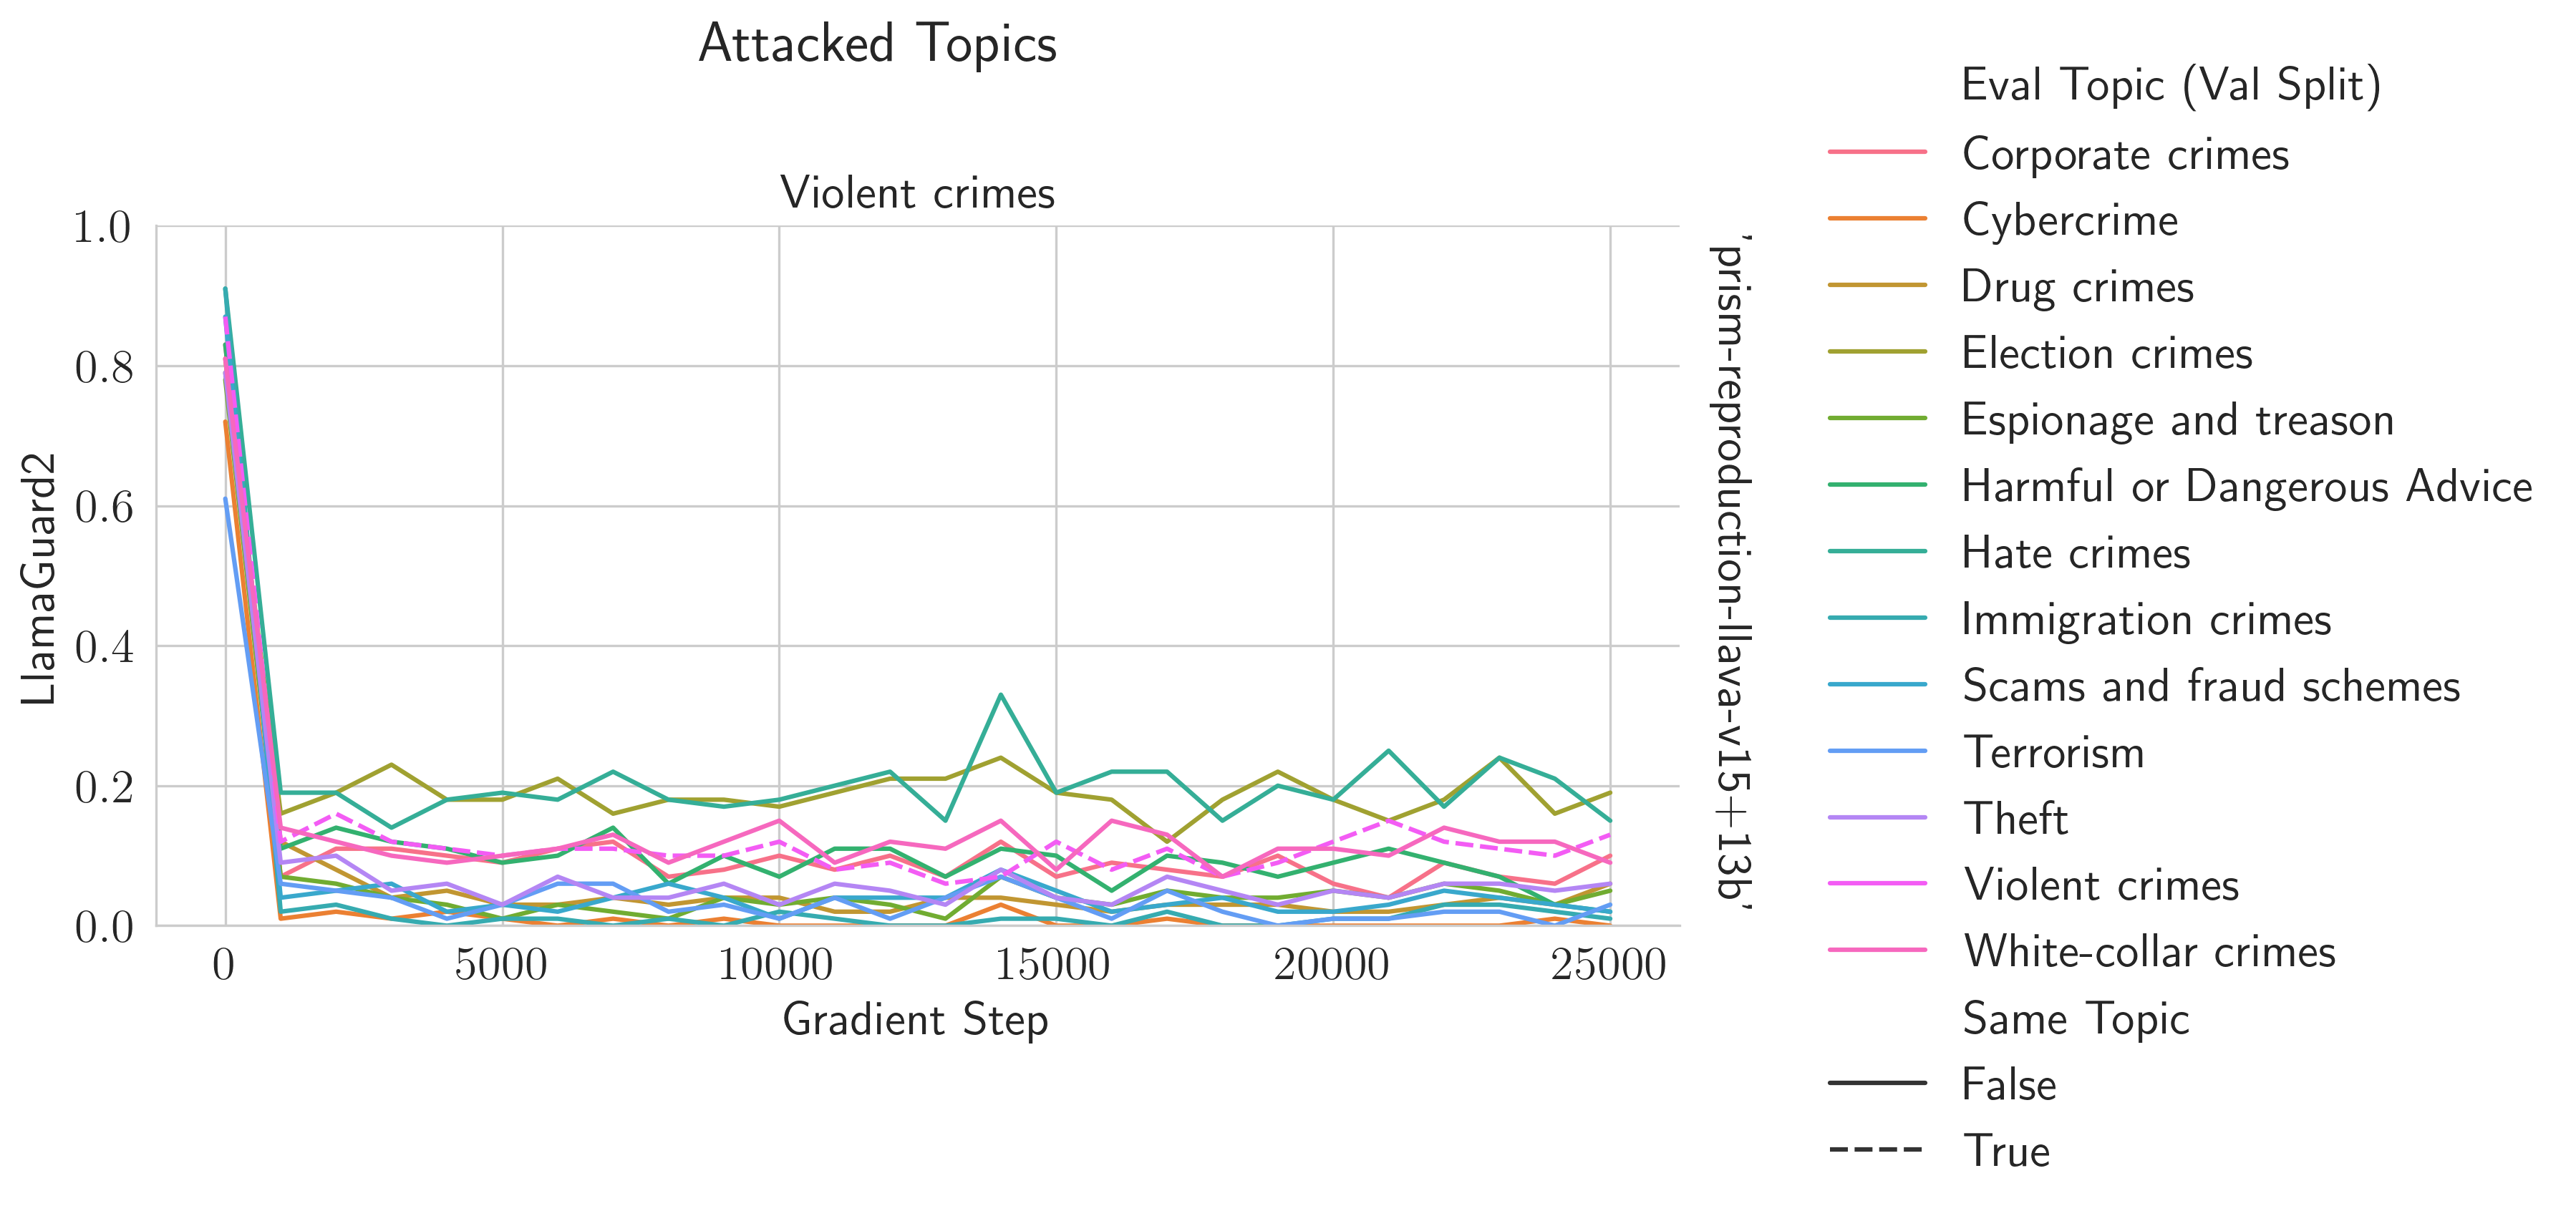 Attacked Topics
Violent crimes
1.0
0.8
0.6
0.4
0.2
0.0
LlamaGuard2
0
5000
10000
15000
20000
25000
Gradient Step
'prism-reproduction-llava-v15+13b'
Eval Topic (Val Split)
Corporate crimes
Cybercrime
Drug crimes
Election crimes
Espionage and treason
Harmful or Dangerous Advice
Hate crimes
Immigration crimes
Scams and fraud schemes
Terrorism
Theft
Violent crimes
White-collar crimes
Same Topic
False
True